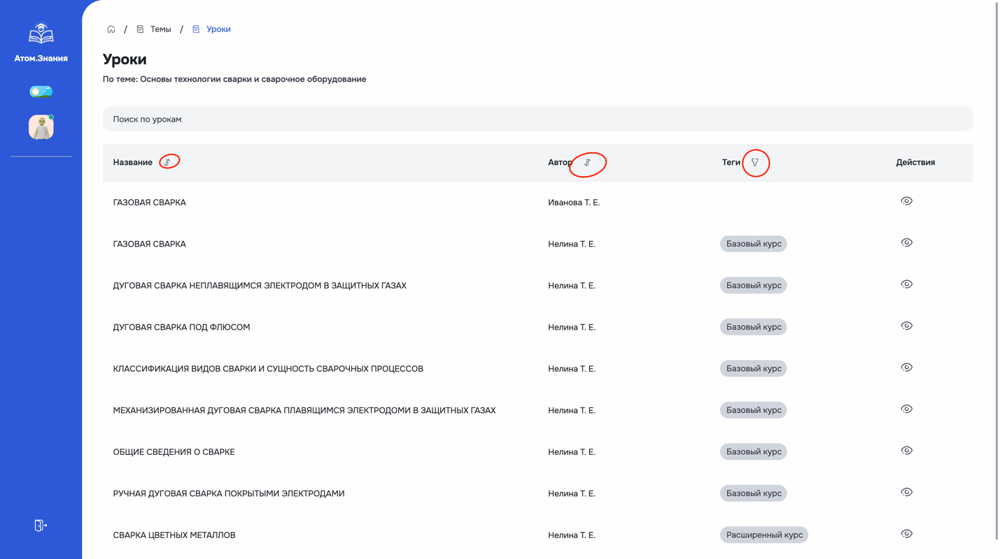 Атом.Знания
/ Темы / Уроки
Уроки
По теме: Основы технологии сварки и сварочное оборудование
Поиск по урокам
Название Автор Теги Действия
ГАЗОВАЯ СВАРКА Иванова Т. Е.
ГАЗОВАЯ СВАРКА Нелина Т. Е. Базовый курс
ДУГОВАЯ СВАРКА НЕПЛАВЯЩИМСЯ ЭЛЕКТРОДОМ В ЗАЩИТНЫХ ГАЗАХ Нелина Т. Е. Базовый курс
ДУГОВАЯ СВАРКА ПОД ФЛЮСОМ Нелина Т. Е. Базовый курс
КЛАССИФИКАЦИЯ ВИДОВ СВАРКИ И СУЩНОСТЬ СВАРОЧНЫХ ПРОЦЕССОВ Нелина Т. Е. Базовый курс
МЕХАНИЗИРОВАННАЯ ДУГОВАЯ СВАРКА ПЛАВЯЩИМСЯ ЭЛЕКТРОДОМИ В ЗАЩИТНЫХ ГАЗАХ Нелина Т. Е. Базовый курс
ОБЩИЕ СВЕДЕНИЯ О СВАРКЕ Нелина Т. Е. Базовый курс
РУЧНАЯ ДУГОВАЯ СВАРКА ПОКРЫТЫМИ ЭЛЕКТРОДАМИ Нелина Т. Е. Базовый курс
СВАРКА ЦВЕТНЫХ МЕТАЛЛОВ Нелина Т. Е. Расширенный курс